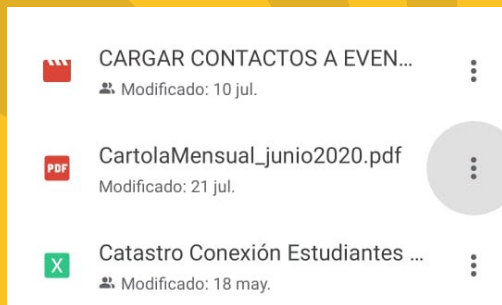 CARGAR CONTACTOS A EVEN...
Modificado: 10 jul.
PDF
CartolaMensual_junio2020.pdf
Modificado: 21 jul.
X
Catastro Conexión Estudiantes ...
Modificado: 18 may.